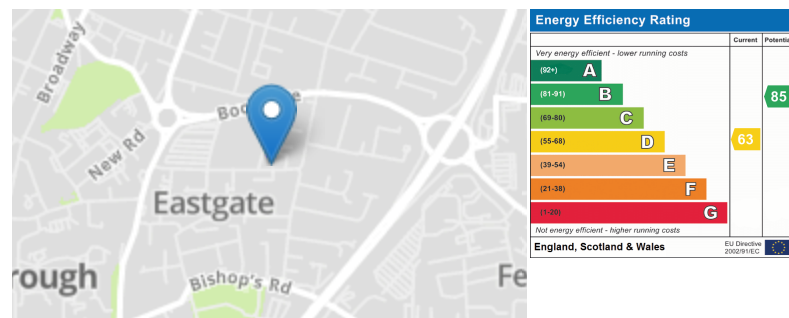 Broadway
New Rd
Eastgate
rough
Bishop's Rd
Fe
Energy Efficiency Rating
Current Potentia
Very energy efficient - lower running costs
(92+) A
(81-91) B
85
(69-80) C
(55-68) D
63
(39-54) E
(21-38) F
(1-20) G
Not energy efficient - higher running costs
England, Scotland & Wales
EU Directive
2002/91/EC